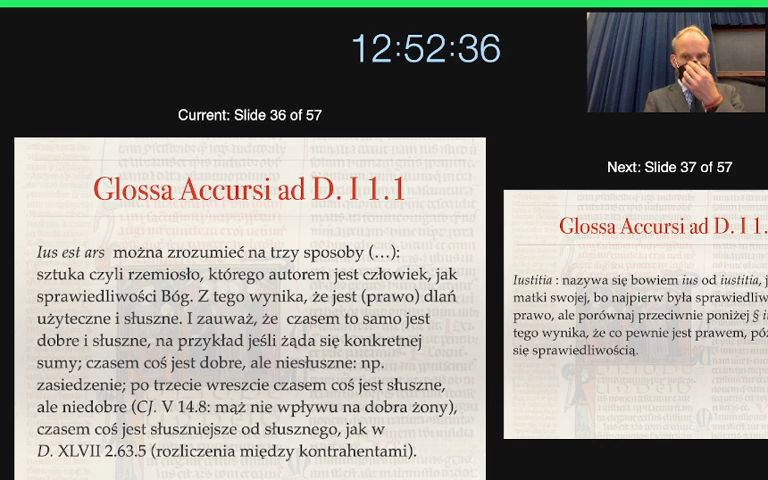 12:52:36
Current: Slide 36 of 57
Glossa Accursi ad D. I 1.1
Ius est ars można zrozumieć na trzy sposoby (…):
sztuka czyli rzemiosło, którego autorem jest człowiek, jak
sprawiedliwości Bóg. Z tego wynika, że jest (prawo) dlań
użyteczne i słuszne. I zauważ, że czasem to samo jest
dobre i słuszne, na przykład jeśli żąda się konkretnej
sumy; czasem coś jest dobre, ale niesłuszne: np.
zasiedzenie; po trzecie wreszcie czasem coś jest słuszne,
ale niedobre (CJ. V 14.8: mąż nie wpływu na dobra żony),
czasem coś jest słuszniejsze od słusznego, jak w
D. XLVII 2.63.5 (rozliczenia między kontrahentami).
Next: Slide 37 of 57
Glossa Accursi ad D. I 1.
Iustitia : nazywa się bowiem ius od iustitia, j
matki swojej, bo najpierw była sprawiedliw
prawo, ale porównaj przeciwnie poniżej §
tego wynika, że co pewnie jest prawem, póź
się sprawiedliwością.